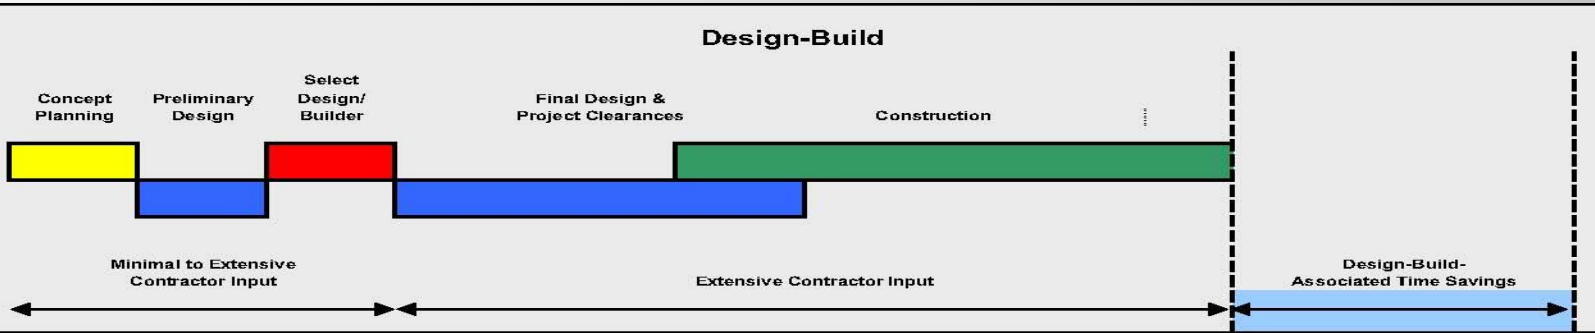 Design-Build
Concept
Planning
Preliminary
Design
Select
Design/
Builder
Final Design &
Project Clearances
Construction
Minimal to Extensive
Contractor Input
Extensive Contractor Input
Design-Build-
Associated Time Savings